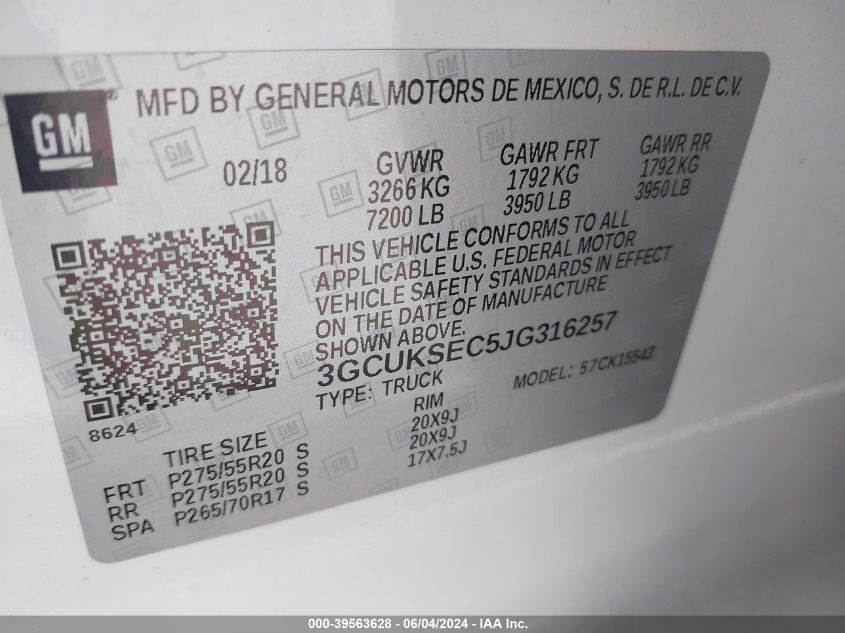 GM
MFD BY GENERAL MOTORS DE MEXICO, S. DE R.L. DE C.V.
02/18
GVWR
3266 KG
7200 LB
GAWR FRT
1792 KG
3950 LB
GAWR RR
1792 KG
3950 LB
THIS VEHICLE CONFORMS TO ALL
APPLICABLE U.S. FEDERAL MOTOR
VEHICLE SAFETY STANDARDS IN EFFECT
ON THE DATE OF MANUFACTURE
SHOWN ABOVE.
3GCUKSEC5JG316257
TYPE: TRUCK
MODEL: 57CK15543
8624
TIRE SIZE
RIM
FRT P275/55R20 S 20X9J
RR P275/55R20 S 20X9J
SPA P265/70R17 S 17X7.5J
000-39563628 - 06/04/2024 - IAA Inc.